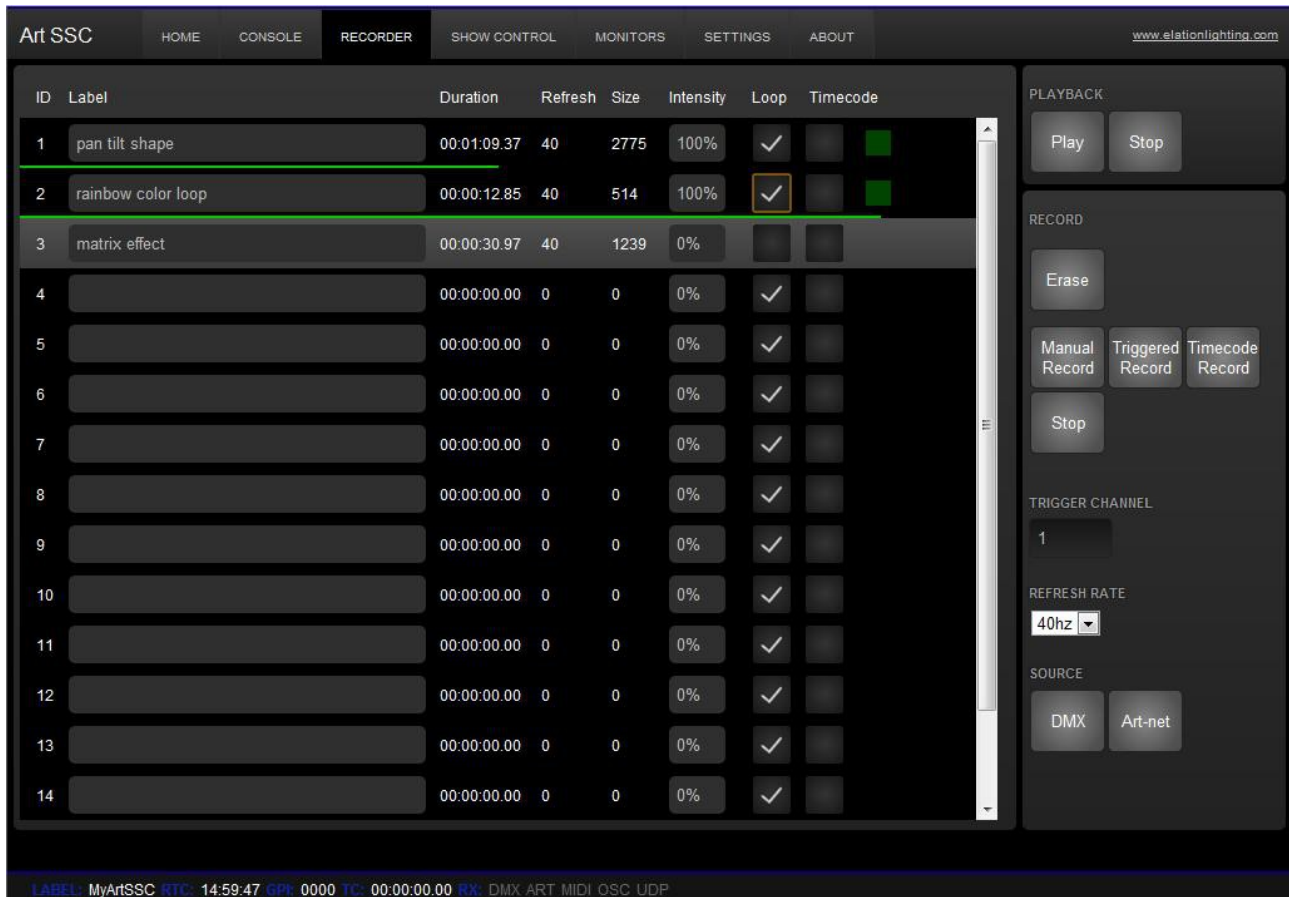 Art SSC HOME CONSOLE RECORDER SHOW CONTROL MONITORS SETTINGS ABOUT www.elationlighting.com
ID Label Duration Refresh Size Intensity Loop Timecode
1 pan tilt shape 00:01:09.37 40 2775 100%
2 rainbow color loop 00:00:12.85 40 514 100%
3 matrix effect 00:00:30.97 40 1239 0%
4 00:00:00.00 0 0 0%
5 00:00:00.00 0 0 0%
6 00:00:00.00 0 0 0%
7 00:00:00.00 0 0 0%
8 00:00:00.00 0 0 0%
9 00:00:00.00 0 0 0%
10 00:00:00.00 0 0 0%
11 00:00:00.00 0 0 0%
12 00:00:00.00 0 0 0%
13 00:00:00.00 0 0 0%
14 00:00:00.00 0 0 0%
PLAYBACK
Play Stop
RECORD
Erase
Manual Record Triggered Record Timecode Record
Stop
TRIGGER CHANNEL
1
REFRESH RATE
40hz
SOURCE
DMX Art-net
LABEL: MyArtSSC RTC: 14:59:47 GPI: 0000 TC: 00:00:00.00 RX: DMX ART MIDI OSC UDP